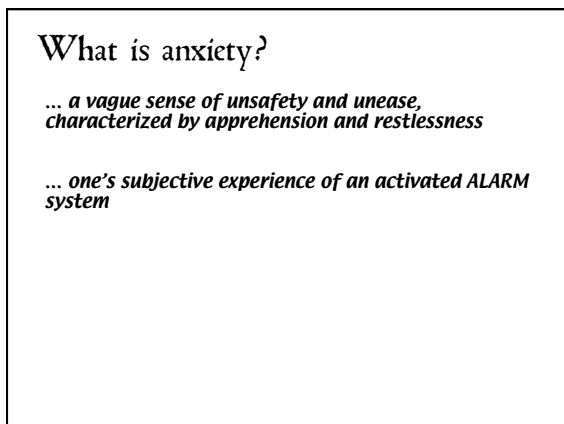 What is anxiety?
... a vague sense of unsafety and unease,
characterized by apprehension and restlessness
... one's subjective experience of an activated ALARM
system